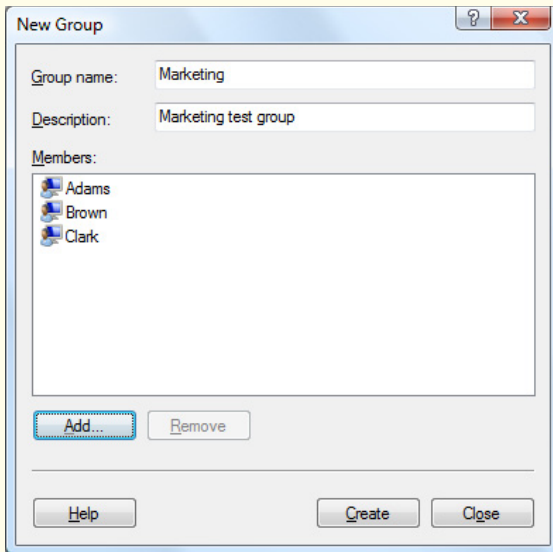 New Group
Group name: Marketing
Description: Marketing test group
Members:
Adams
Brown
Clark
Add... Remove
Help Create Close